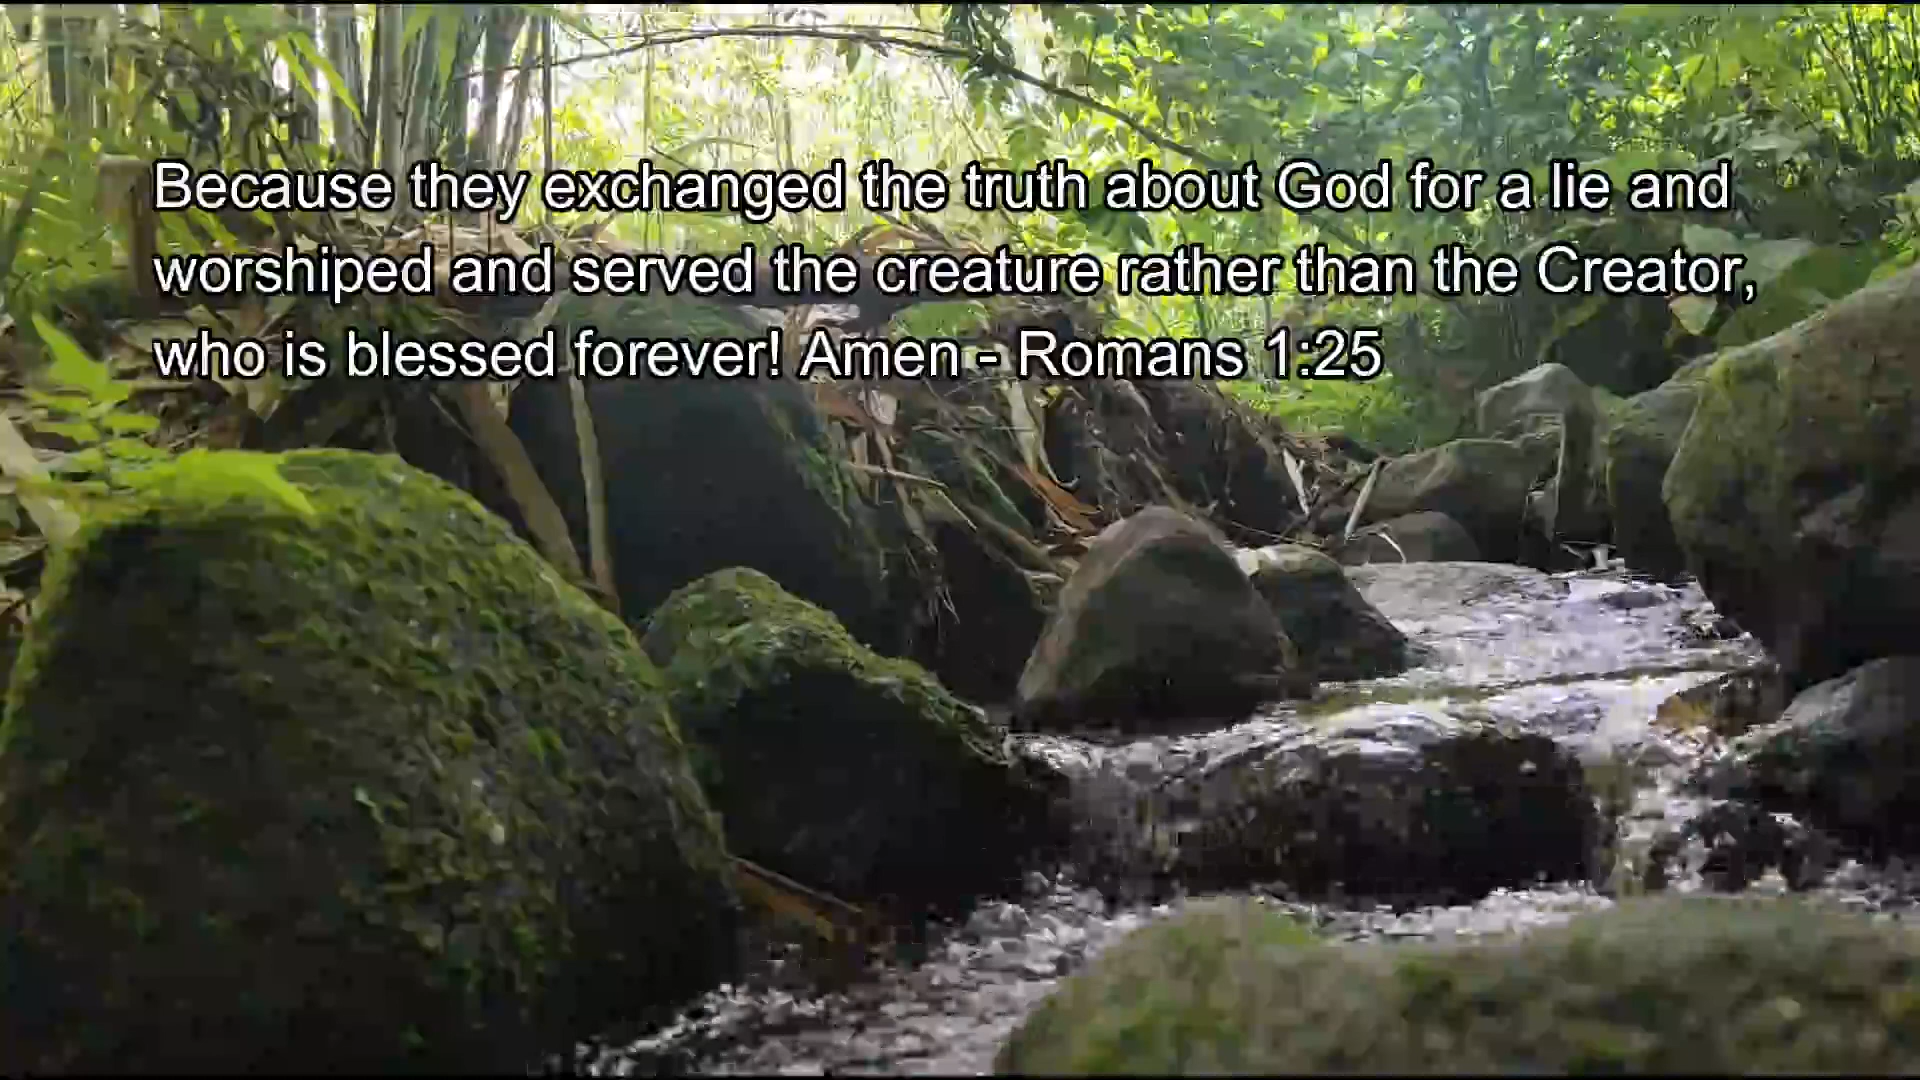 Because they exchanged the truth about God for a lie and
worshiped and served the creature rather than the Creator,
who is blessed forever! Amen - Romans 1:25